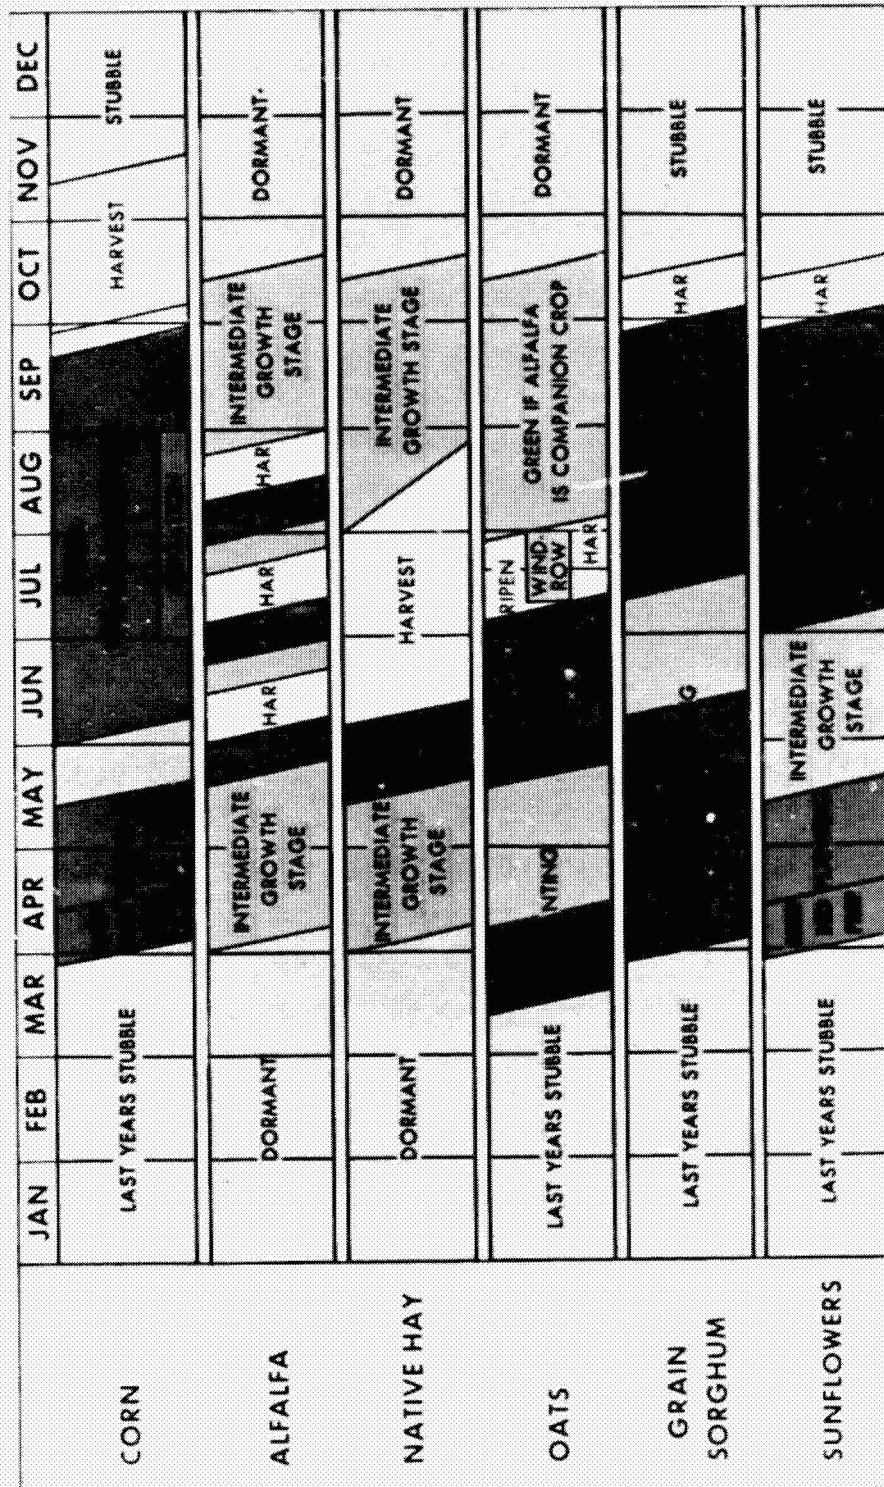 JAN FEB MAR APR MAY JUN JUL AUG SEP OCT NOV DEC
CORN
LAST YEARS STUBBLE
HARVEST
STUBBLE
ALFALFA
DORMANT
INTERMEDIATE
GROWTH
STAGE
HAR
HAR
HAR
INTERMEDIATE
GROWTH
STAGE
DORMANT
NATIVE HAY
DORMANT
INTERMEDIATE
GROWTH
STAGE
HARVEST
INTERMEDIATE
GROWTH STAGE
DORMANT
OATS
LAST YEARS STUBBLE
NTING
RIPEN
WIND-
ROW
HAR
GREEN IF ALFALFA
IS COMPANION CROP
DORMANT
GRAIN
SORGHUM
LAST YEARS STUBBLE
G
HAR
STUBBLE
SUNFLOWERS
LAST YEARS STUBBLE
INTERMEDIATE
GROWTH
STAGE
HAR
STUBBLE